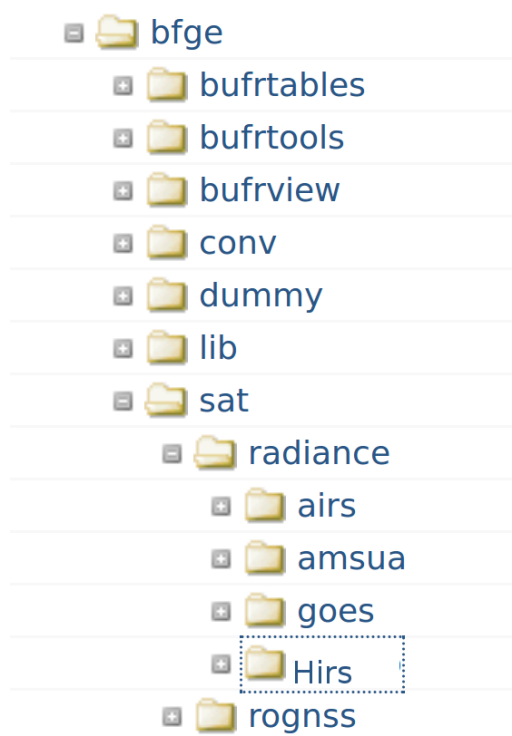 bfge
bufrtables
bufrtools
bufrview
conv
dummy
lib
sat
radiance
airs
amsua
goes
Hirs
rognss